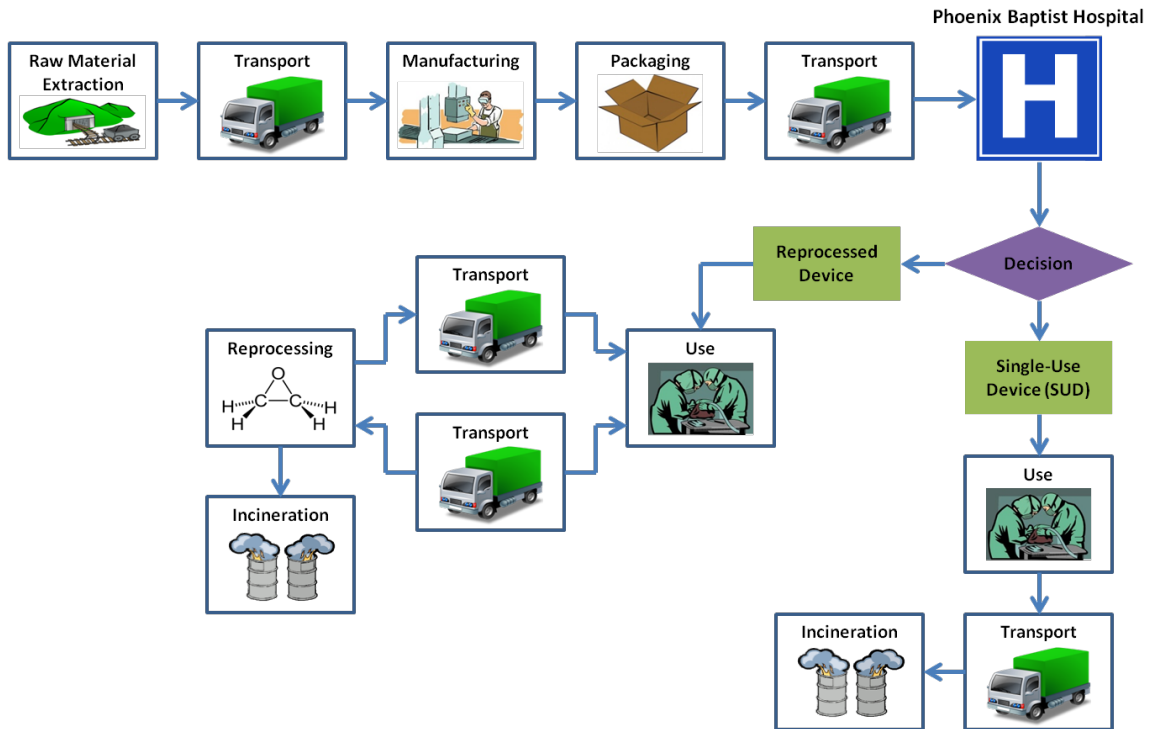 Phoenix Baptist Hospital
Raw Material
Extraction
Transport
Manufacturing
Packaging
Transport
H
Reprocessed
Device
Decision
Transport
Reprocessing
O
H
C
C
H
H
H
Use
Single-Use
Device (SUD)
Transport
Use
Incineration
Incineration
Transport